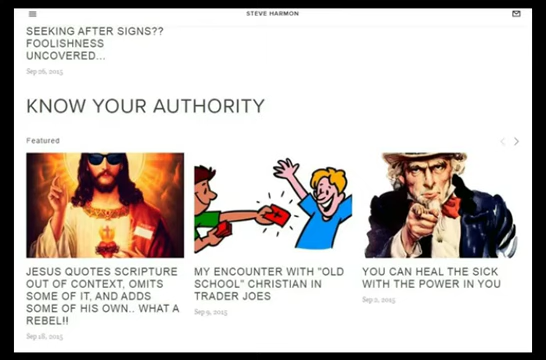 STEVE HARMON
SEEKING AFTER SIGNS??
FOOLISHNESS
UNCOVERED...
Sep 26, 2015
KNOW YOUR AUTHORITY
Featured
JESUS QUOTES SCRIPTURE
OUT OF CONTEXT, OMITS
SOME OF IT, AND ADDS
SOME OF HIS OWN.. WHAT A
REBEL!!
Sep 18, 2015
MY ENCOUNTER WITH "OLD
SCHOOL" CHRISTIAN IN
TRADER JOES
Sep 9, 2015
YOU CAN HEAL THE SICK
WITH THE POWER IN YOU
Sep 2, 2015